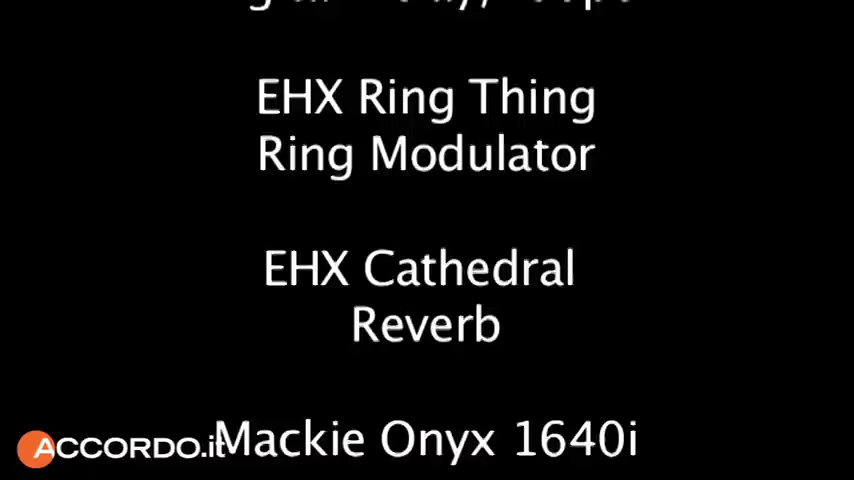 EHX Ring Thing
Ring Modulator
EHX Cathedral
Reverb
Mackie Onyx 1640i
ACCORDO.it